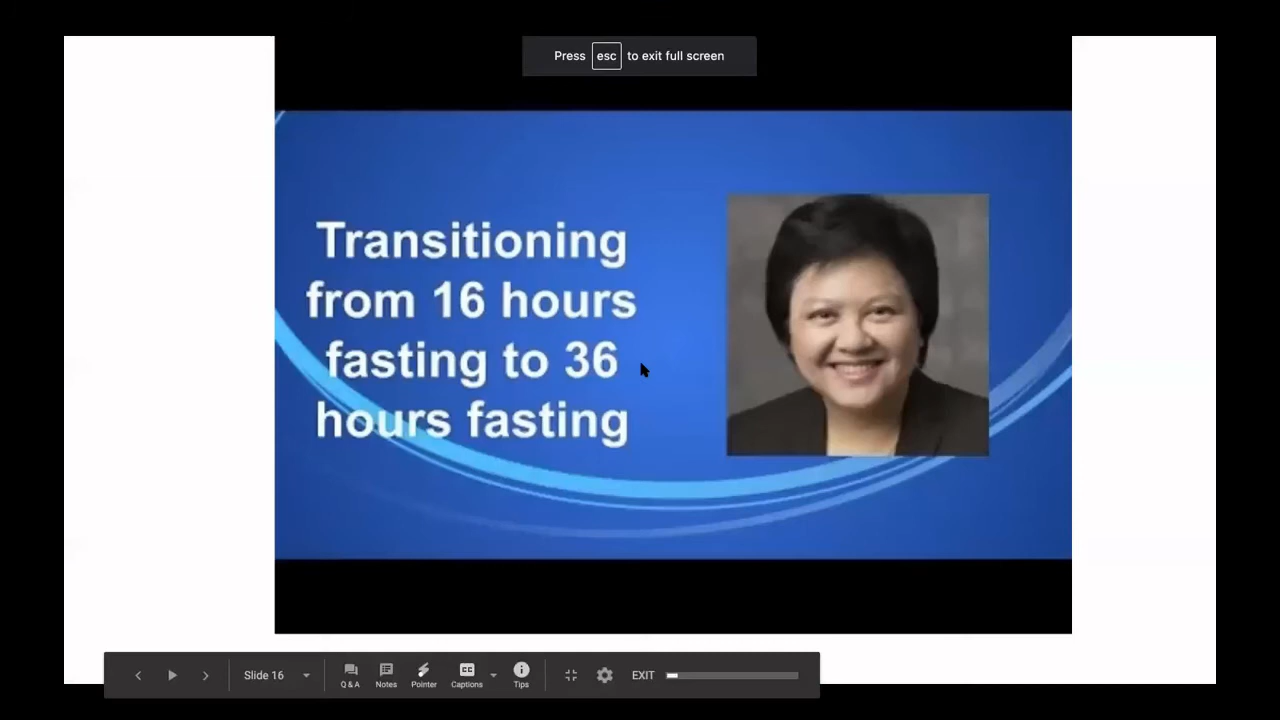 Press esc to exit full screen
Transitioning
from 16 hours
fasting to 36
hours fasting
Slide 16
Q & A
Notes
Pointer
CC
Captions
Tips
EXIT